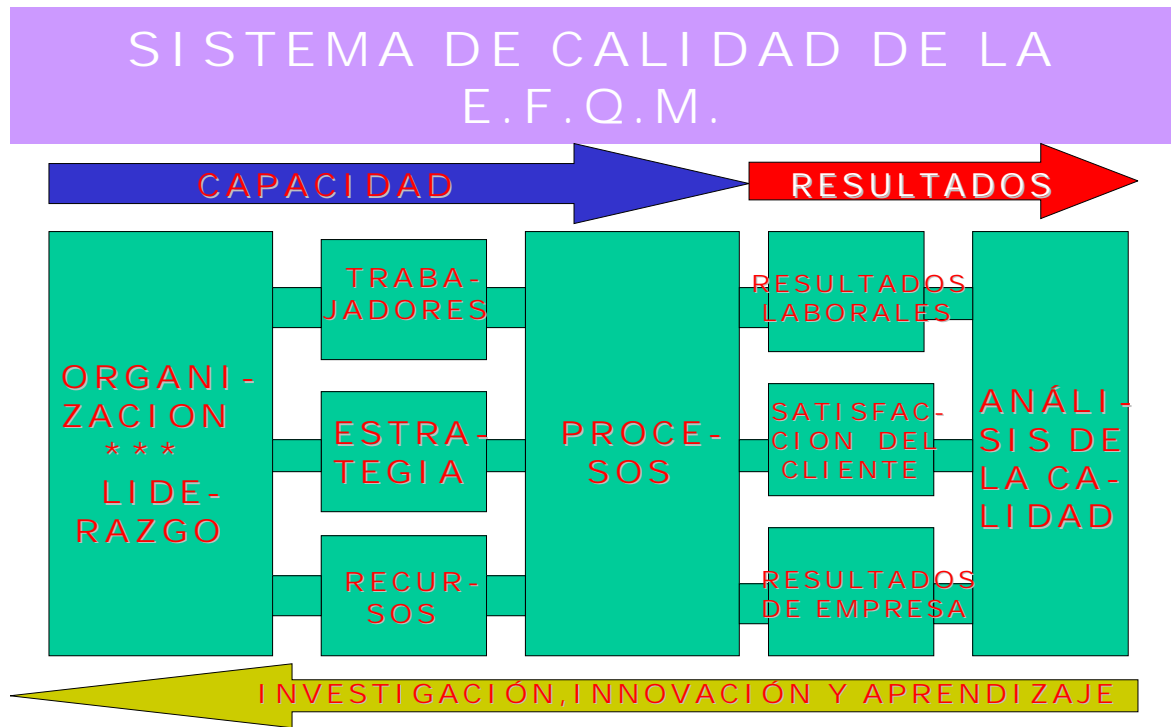 SISTEMA DE CALIDAD DE LA
E.F.Q.M.
CAPACIDAD
RESULTADOS
ORGANI-
ZACION
***
LIDE-
RAZGO
TRABA-
JADORES
ESTRA-
TEGIA
RECUR-
SOS
PROCE-
SOS
RESULTADOS
LABORALES
SATISFAC-
CION DEL
CLIENTE
RESULTADOS
DE EMPRESA
ANÁLI-
SIS DE
LA CA-
LIDAD
INVESTIGACIÓN,INNOVACIÓN Y APRENDIZAJE